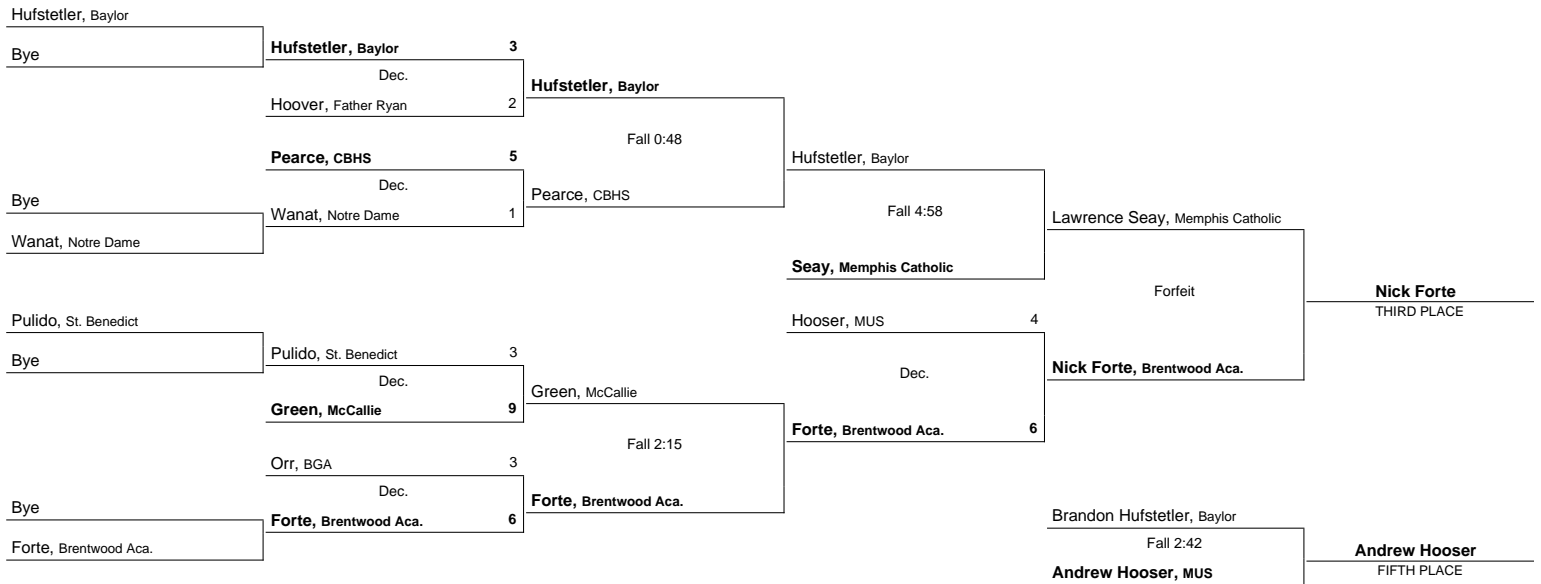 Hufstetler, Baylor
Bye
Hufstetler, Baylor 3
Dec.
Hoover, Father Ryan 2
Hufstetler, Baylor
Fall 0:48
Pearce, CBHS 5
Dec.
Wanat, Notre Dame 1
Pearce, CBHS
Bye
Wanat, Notre Dame
Hufstetler, Baylor
Fall 4:58
Seay, Memphis Catholic
Lawrence Seay, Memphis Catholic
Forfeit
Nick Forte
THIRD PLACE
Pulido, St. Benedict
Bye
Pulido, St. Benedict 3
Dec.
Green, McCallie 9
Green, McCallie
Fall 2:15
Hooser, MUS 4
Dec.
Forte, Brentwood Aca. 6
Nick Forte, Brentwood Aca.
Orr, BGA 3
Dec.
Forte, Brentwood Aca. 6
Forte, Brentwood Aca.
Bye
Forte, Brentwood Aca.
Brandon Hufstetler, Baylor
Fall 2:42
Andrew Hooser, MUS
Andrew Hooser
FIFTH PLACE